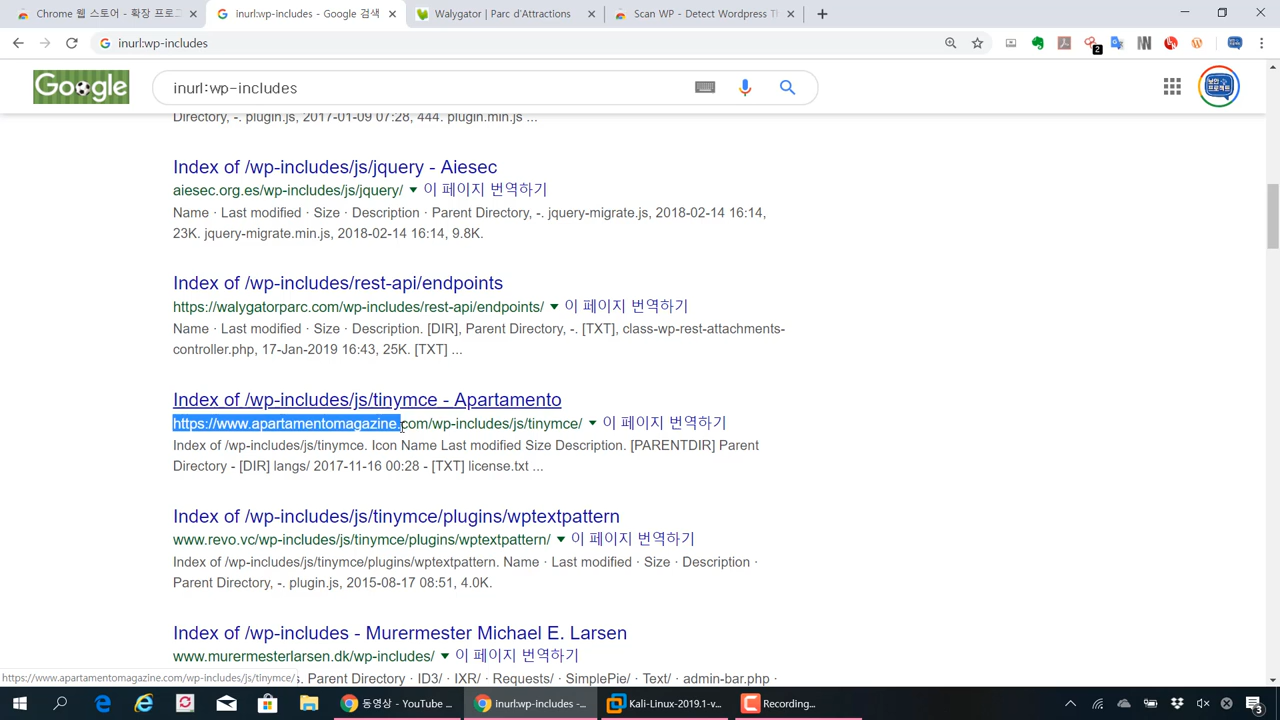 Chrome 웹 스토어 - 확장 프로그
inurl:wp-includes - Google 검색
Walygator | Parc d'Attractions
Scan WP - Detect Wordpress Th
inurl:wp-includes
2
Google
inurl:wp-includes
Directory, -. plugin.js, 2017-01-09 07:28, 444. plugin.min.js ...
Index of /wp-includes/js/jquery - Aiesec
aiesec.org.es/wp-includes/js/jquery/ ▼ 이 페이지 번역하기
Name · Last modified · Size · Description · Parent Directory, -. jquery-migrate.js, 2018-02-14 16:14,
23K. jquery-migrate.min.js, 2018-02-14 16:14, 9.8K.
Index of /wp-includes/rest-api/endpoints
https://walygatorparc.com/wp-includes/rest-api/endpoints/ ▼ 이 페이지 번역하기
Name · Last modified · Size · Description. [DIR], Parent Directory, -. [TXT], class-wp-rest-attachments-
controller.php, 17-Jan-2019 16:43, 25K. [TXT] ...
Index of /wp-includes/js/tinymce - Apartamento
https://www.apartamentomagazine.com/wp-includes/js/tinymce/ ▼ 이 페이지 번역하기
Index of /wp-includes/js/tinymce. Icon Name Last modified Size Description. [PARENTDIR] Parent
Directory - [DIR] langs/ 2017-11-16 00:28 - [TXT] license.txt ...
Index of /wp-includes/js/tinymce/plugins/wptextpattern
www.revo.vc/wp-includes/js/tinymce/plugins/wptextpattern/ ▼ 이 페이지 번역하기
Index of /wp-includes/js/tinymce/plugins/wptextpattern. Name · Last modified · Size · Description ·
Parent Directory, -. plugin.js, 2015-08-17 08:51, 4.0K.
Index of /wp-includes - Murermester Michael E. Larsen
www.murermesterlarsen.dk/wp-includes/ ▼ 이 페이지 번역하기
https://www.apartamentomagazine.com/wp-includes/js/tinymce/
s. Parent Directory · ID3/ · IXR/ · Requests/ · SimplePie/ · Text/ · admin-bar.php ·
동영상 - YouTube ...
inurl:wp-includes -...
Kali-Linux-2019.1-v...
Recording...
3